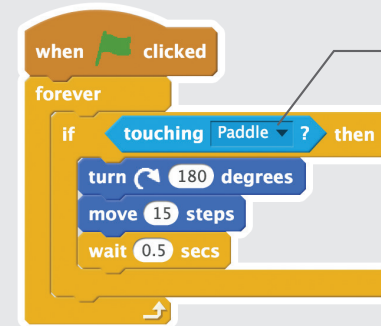 when clicked
forever
if touching Paddle ? then
turn 180 degrees
move 15 steps
wait 0.5 secs